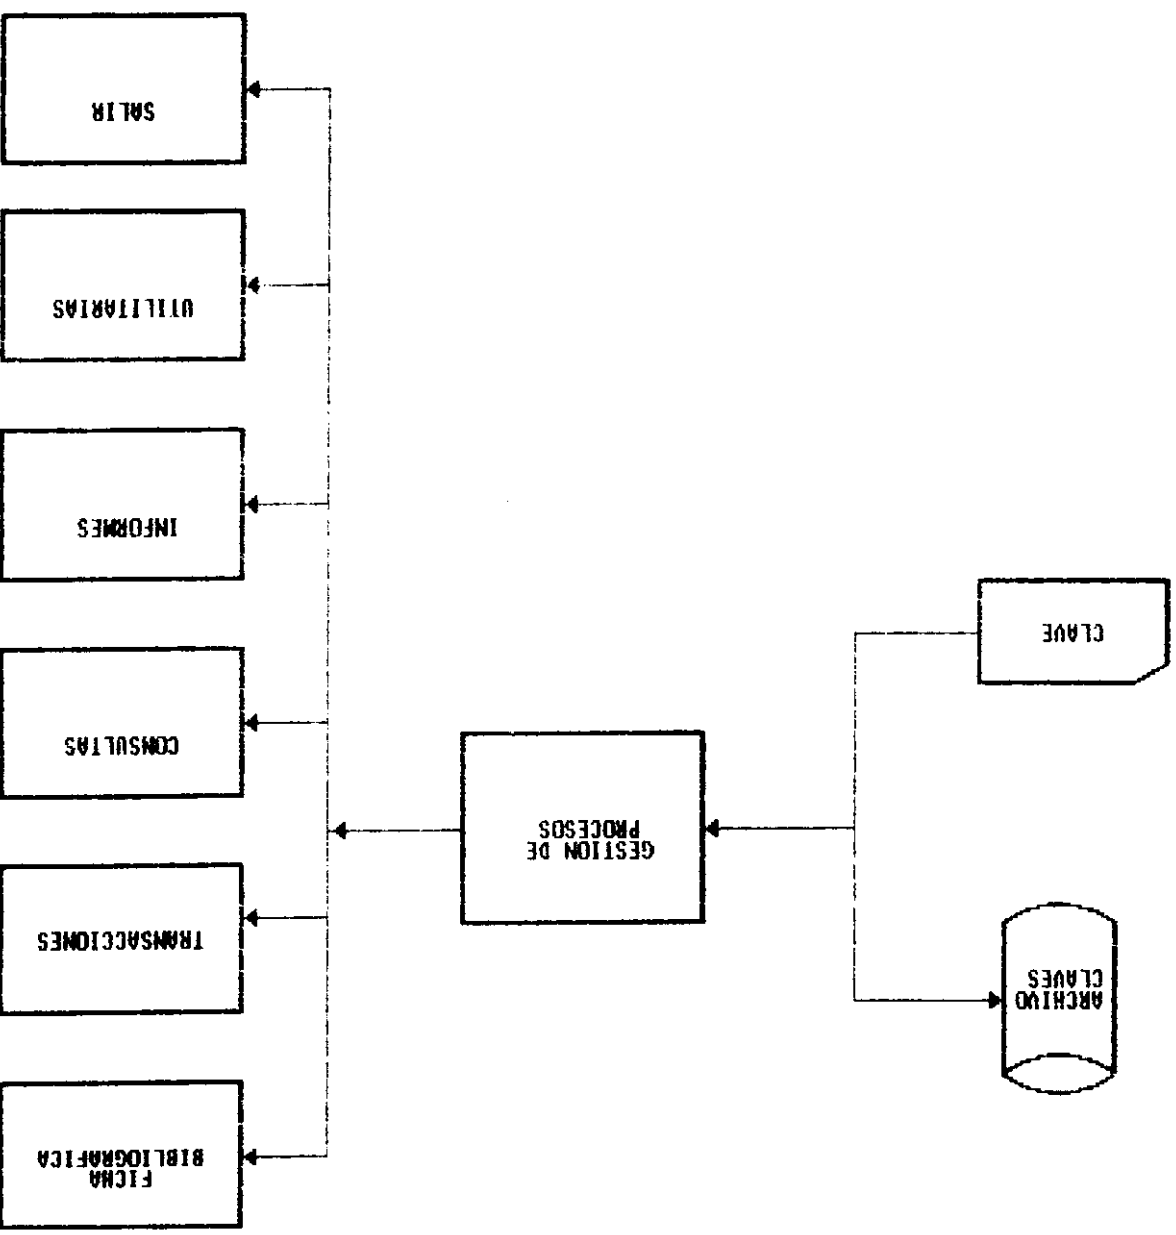 ARCHIVO
CLAVES
CLAVE
GESTION DE
PROCESOS
FICHA
BIBLIOGRAFICA
TRANSACCIONES
CONSULTAS
INFORMES
UTILITARIAS
SALIR